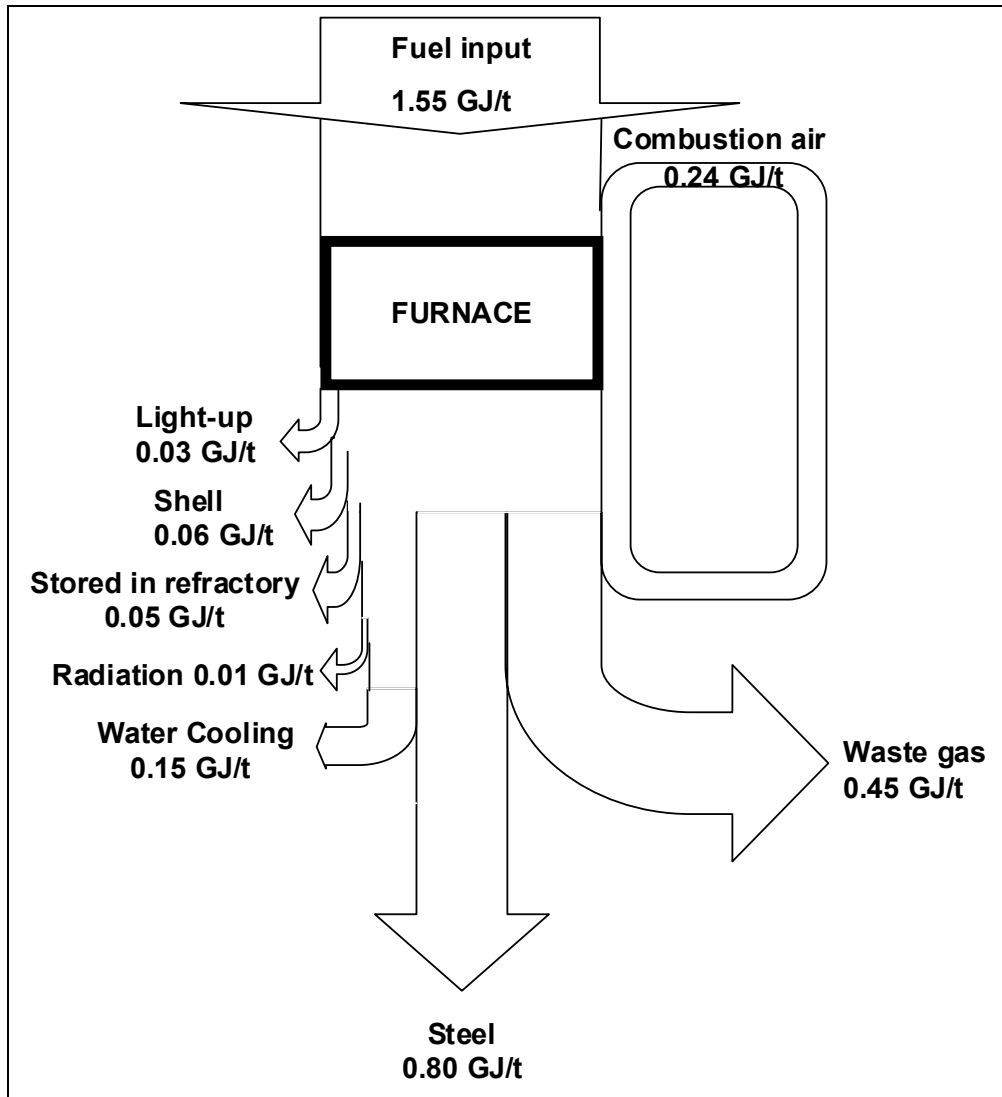 Fuel input
1.55 GJ/t
Combustion air
0.24 GJ/t
FURNACE
Light-up
0.03 GJ/t
Shell
0.06 GJ/t
Stored in refractory
0.05 GJ/t
Radiation 0.01 GJ/t
Water Cooling
0.15 GJ/t
Waste gas
0.45 GJ/t
Steel
0.80 GJ/t